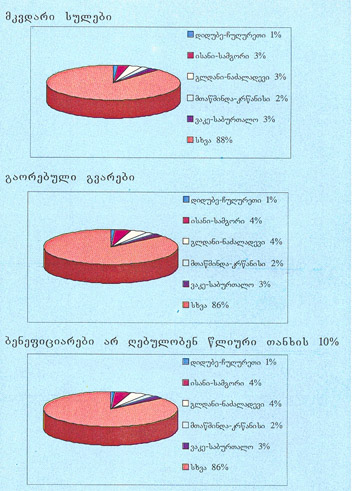 მკვდარი სულები
დიდუბე-ჩუღურეთი 1%
ისანი-სამგორი 3%
გლდანი-ნაძალადევი 3%
მთაწმინდა-კრწანისი 2%
ვაკე-საბურთალო 3%
სხვა 88%
გაორებული გვარები
დიდუბე-ჩუღურეთი 1%
ისანი-სამგორი 4%
გლდანი-ნაძალადევი 4%
მთაწმინდა-კრწანისი 2%
ვაკე-საბურთალო 3%
სხვა 86%
ბენეფიციარები არ ღებულობენ წლიური თანხის 10%
დიდუბე-ჩუღურეთი 1%
ისანი-სამგორი 4%
გლდანი-ნაძალადევი 4%
მთაწმინდა-კრწანისი 2%
ვაკე-საბურთალო 3%
სხვა 86%